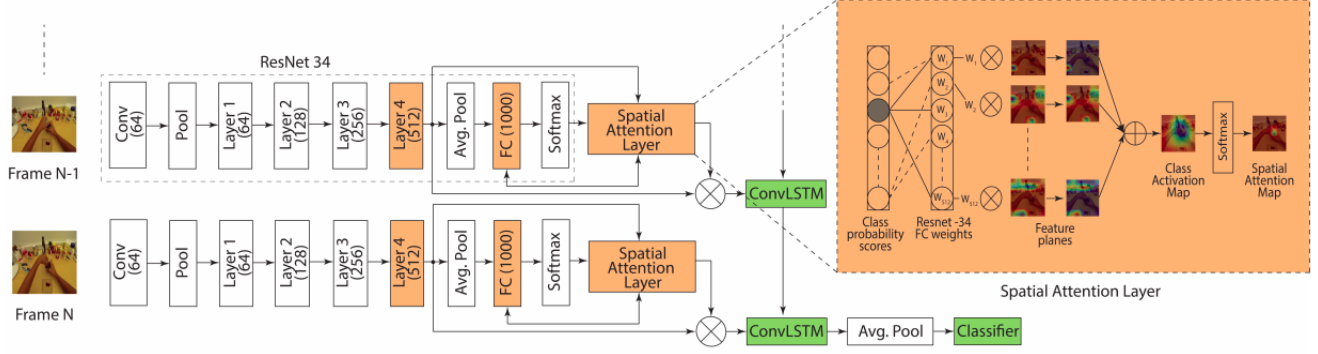 ResNet 34
Frame N-1
Conv
(64)
Pool
Layer 1
(64)
Layer 2
(128)
Layer 3
(256)
Layer 4
(512)
Avg. Pool
FC (1000)
Softmax
Spatial
Attention
Layer
ConvLSTM
Frame N
Conv
(64)
Pool
Layer 1
(64)
Layer 2
(128)
Layer 3
(256)
Layer 4
(512)
Avg. Pool
FC (1000)
Softmax
Spatial
Attention
Layer
ConvLSTM
Avg. Pool
Classifier
W1
W2
W3
W4
W512
W1
W2
W512
Class
probability
scores
Resnet -34
FC weights
Feature
planes
Class
Activation
Map
Softmax
Spatial
Attention
Map
Spatial Attention Layer